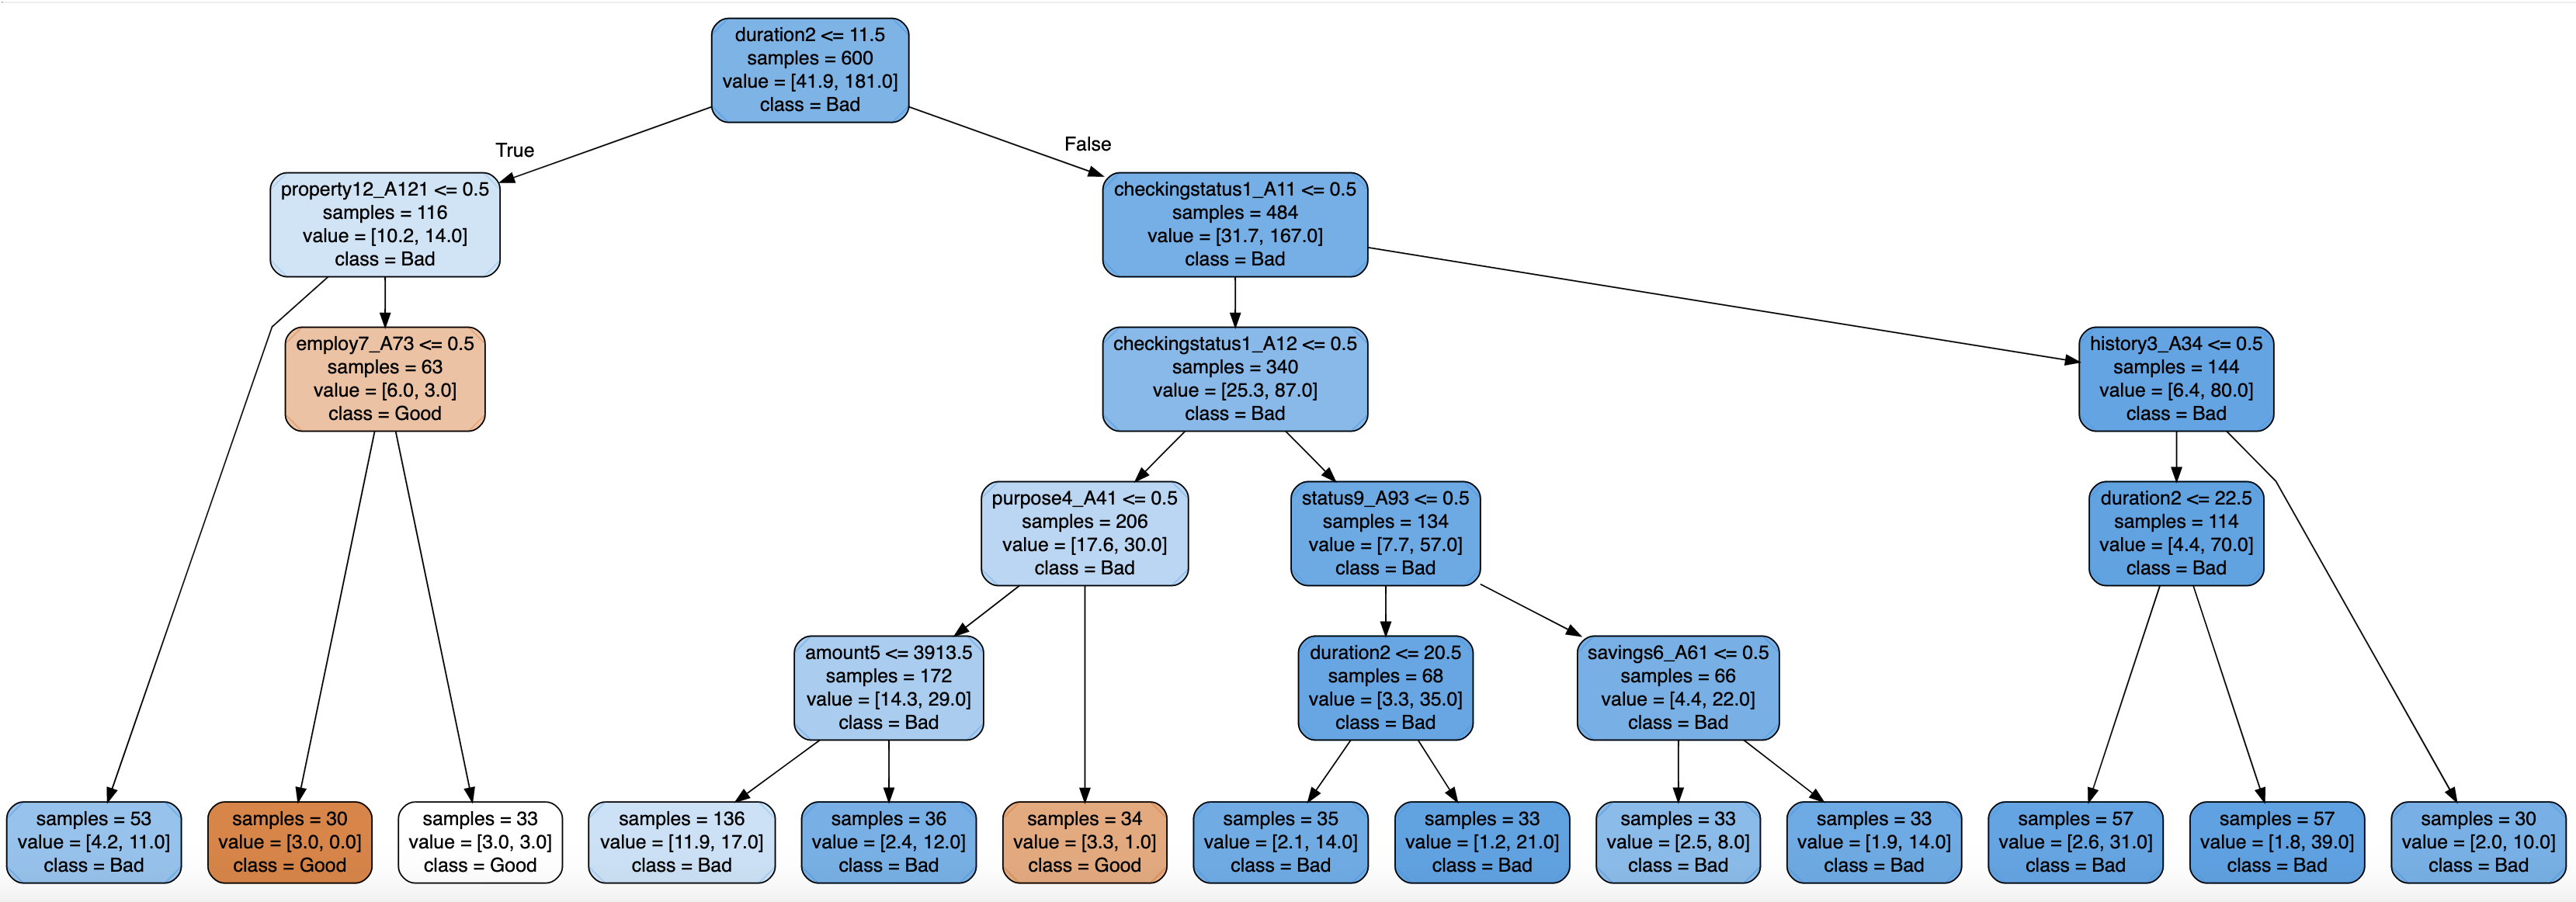 duration2 <= 11.5
samples = 600
value = [41.9, 181.0]
class = Bad
True
False
property12_A121 <= 0.5
samples = 116
value = [10.2, 14.0]
class = Bad
checkingstatus1_A11 <= 0.5
samples = 484
value = [31.7, 167.0]
class = Bad
employ7_A73 <= 0.5
samples = 63
value = [6.0, 3.0]
class = Good
checkingstatus1_A12 <= 0.5
samples = 340
value = [25.3, 87.0]
class = Bad
history3_A34 <= 0.5
samples = 144
value = [6.4, 80.0]
class = Bad
purpose4_A41 <= 0.5
samples = 206
value = [17.6, 30.0]
class = Bad
status9_A93 <= 0.5
samples = 134
value = [7.7, 57.0]
class = Bad
duration2 <= 22.5
samples = 114
value = [4.4, 70.0]
class = Bad
amount5 <= 3913.5
samples = 172
value = [14.3, 29.0]
class = Bad
duration2 <= 20.5
samples = 68
value = [3.3, 35.0]
class = Bad
savings6_A61 <= 0.5
samples = 66
value = [4.4, 22.0]
class = Bad
samples = 53
value = [4.2, 11.0]
class = Bad
samples = 30
value = [3.0, 0.0]
class = Good
samples = 33
value = [3.0, 3.0]
class = Good
samples = 136
value = [11.9, 17.0]
class = Bad
samples = 36
value = [2.4, 12.0]
class = Bad
samples = 34
value = [3.3, 1.0]
class = Good
samples = 35
value = [2.1, 14.0]
class = Bad
samples = 33
value = [1.2, 21.0]
class = Bad
samples = 33
value = [2.5, 8.0]
class = Bad
samples = 33
value = [1.9, 14.0]
class = Bad
samples = 57
value = [2.6, 31.0]
class = Bad
samples = 57
value = [1.8, 39.0]
class = Bad
samples = 30
value = [2.0, 10.0]
class = Bad